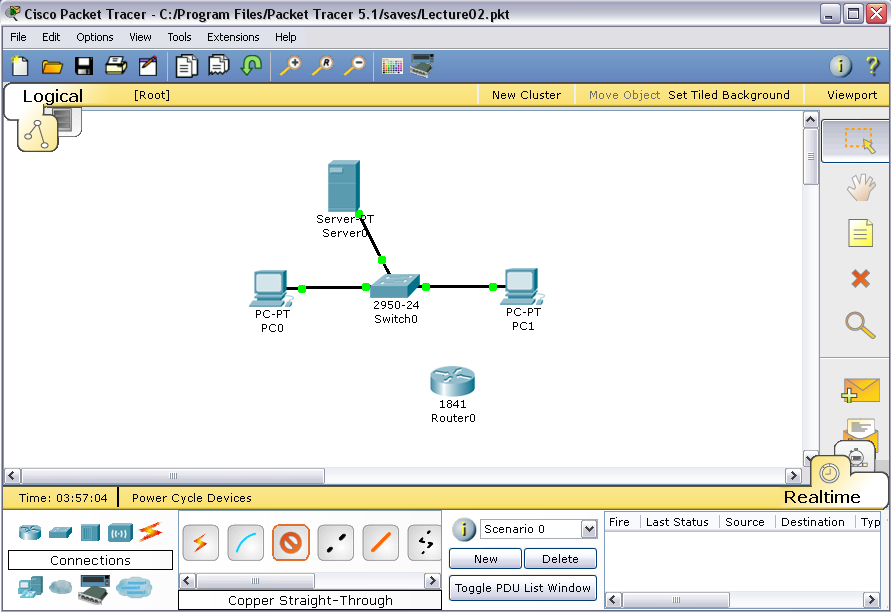 Cisco Packet Tracer - C:/Program Files/Packet Tracer 5.1/saves/Lecture02.pkt
File Edit Options View Tools Extensions Help
i ?
Logical [Root] New Cluster Move Object Set Tiled Background Viewport
Server-PT
Server0
PC-PT
PC0
2950-24
Switch0
PC-PT
PC1
1841
Router0
Time: 03:57:04 Power Cycle Devices Realtime
Connections
Copper Straight-Through
i Scenario 0
New Delete
Toggle PDU List Window
Fire Last Status Source Destination Typ